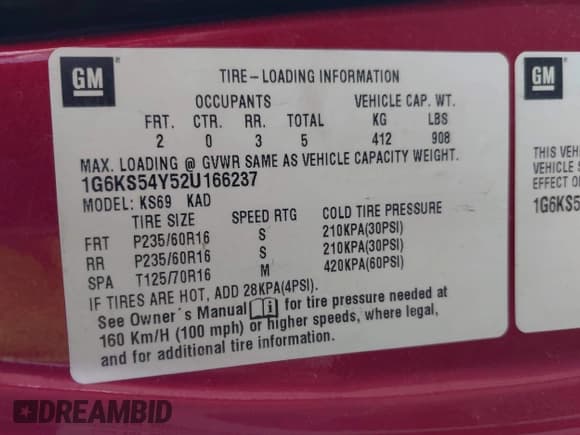 GM
TIRE-LOADING INFORMATION
OCCUPANTS VEHICLE CAP. WT.
FRT. CTR. RR. TOTAL KG LBS
2 0 3 5 412 908
MAX. LOADING @ GVWR SAME AS VEHICLE CAPACITY WEIGHT.
1G6KS54Y52U166237
MODEL: KS69 KAD
TIRE SIZE SPEED RTG COLD TIRE PRESSURE
FRT P235/60R16 S 210KPA(30PSI)
RR P235/60R16 S 210KPA(30PSI)
SPA T125/70R16 M 420KPA(60PSI)
IF TIRES ARE HOT, ADD 28KPA(4PSI).
See Owner´s Manual for tire pressure needed at
160 Km/H (100 mph) or higher speeds, where legal,
and for additional tire information.
GM
THIS VEH
VEHICLE S
EFFECT O
1G6KS5
DREAMBID